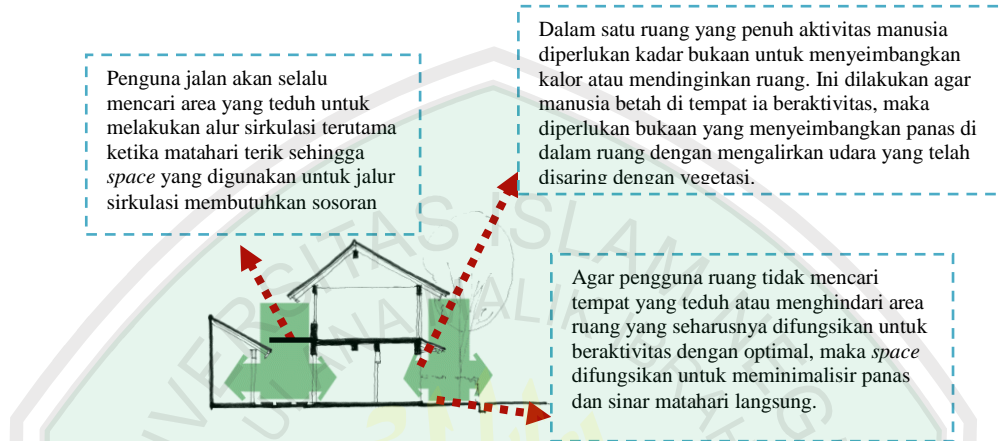 Penguna jalan akan selalu
mencari area yang teduh untuk
melakukan alur sirkulasi terutama
ketika matahari terik sehingga
space yang digunakan untuk jalur
sirkulasi membutuhkan sosoran
Dalam satu ruang yang penuh aktivitas manusia
diperlukan kadar bukaan untuk menyeimbangkan
kalor atau mendinginkan ruang. Ini dilakukan agar
manusia betah di tempat ia beraktivitas, maka
diperlukan bukaan yang menyeimbangkan panas di
dalam ruang dengan mengalirkan udara yang telah
disaring dengan vegetasi.
Agar pengguna ruang tidak mencari
tempat yang teduh atau menghindari area
ruang yang seharusnya difungsikan untuk
beraktivitas dengan optimal, maka space
difungsikan untuk meminimalisir panas
dan sinar matahari langsung.